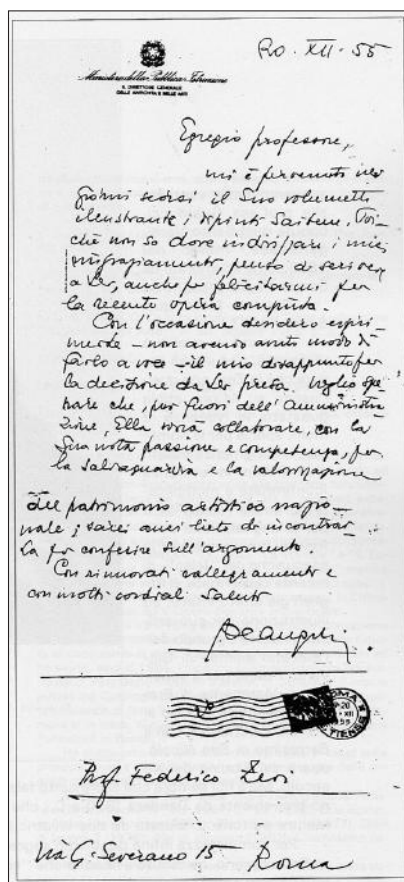 Ro. XII. 55
Ministero della Pubblica Istruzione
IL DIRETTORE GENERALE
DELLE ANTICHITÀ E BELLE ARTI
Egregio professore,
mi è pervenuto nei
giorni scorsi il Suo volumetto
illustrante i dipinti Poi-
chè non so dove indirizzare i miei
ringraziamenti, penso di scrivere
a Lei, anche per felicitarmi per
la recente opera compiuta.
Con l'occasione desidero espri-
merle - non avendo avuto modo di
farlo a voce - il mio disappunto per
la decisione da Lei presa. Voglio spe-
rare che, pur fuori dell'Amministra-
zione, Ella vorrà collaborare, con la
Sua nota passione e competenza, per
la salvaguardia e la valorizzazione
del patrimonio artistico nazio-
nale; sarei anzi lieto di incontrar-
La per conferire sull'argomento.
Con rinnovati rallegramenti e
con molti cordiali saluti
De Angelis
ROMA
XII
Prof. Federico Zeri
Via G. Severano 15 Roma